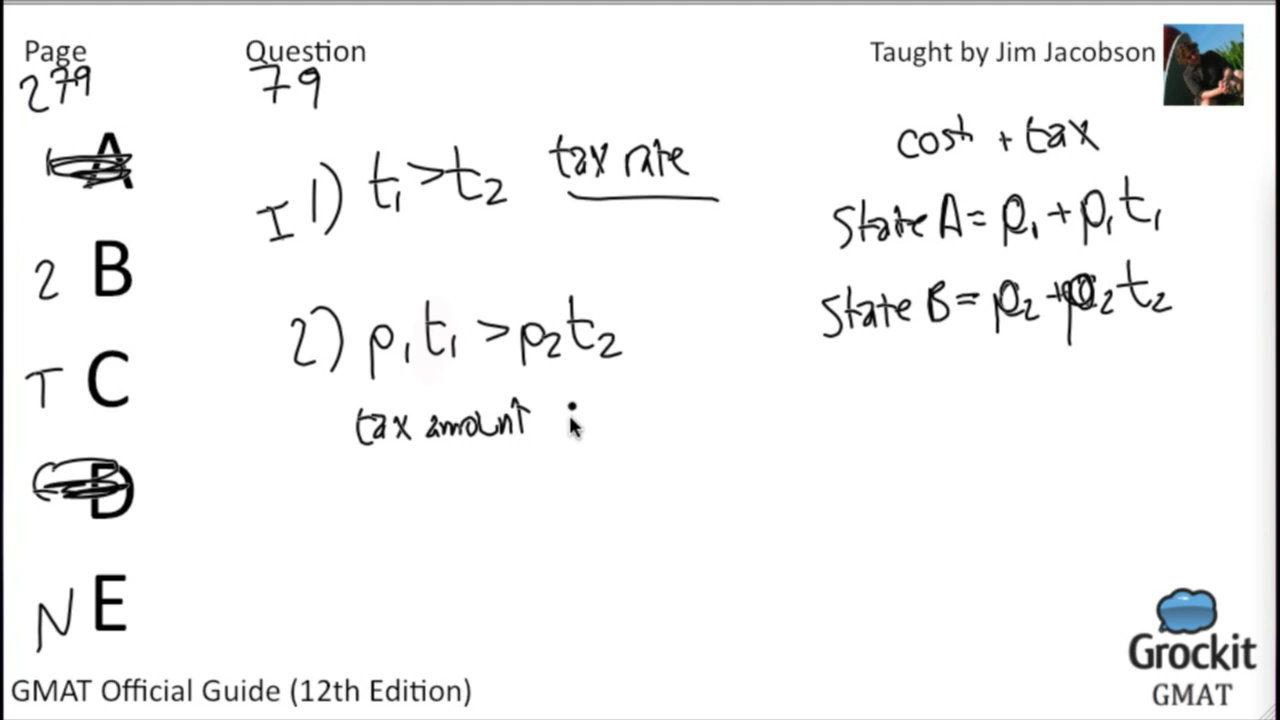 Page Question Taught by Jim Jacobson
279 79
1 A
I 1) t₁ > t₂ tax rate
cost + tax
State A = p₁ + p₁t₁
2 B
State B = p₂ + p₂t₂
2) p₁t₁ > p₂t₂
T C
tax amount
D
N E
Grockit
GMAT
GMAT Official Guide (12th Edition)